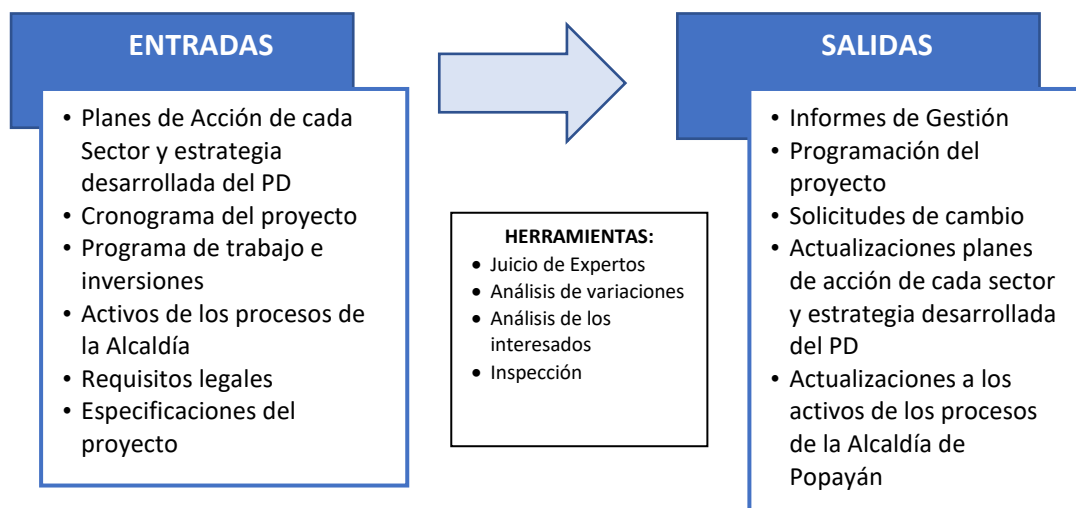 ENTRADAS
• Planes de Acción de cada
Sector y estrategia
desarrollada del PD
• Cronograma del proyecto
• Programa de trabajo e
inversiones
• Activos de los procesos de
la Alcaldía
• Requisitos legales
• Especificaciones del
proyecto
HERRAMIENTAS:
• Juicio de Expertos
• Análisis de variaciones
• Análisis de los
interesados
• Inspección
SALIDAS
• Informes de Gestión
• Programación del
proyecto
• Solicitudes de cambio
• Actualizaciones planes
de acción de cada sector
y estrategia desarrollada
del PD
• Actualizaciones a los
activos de los procesos
de la Alcaldía de
Popayán